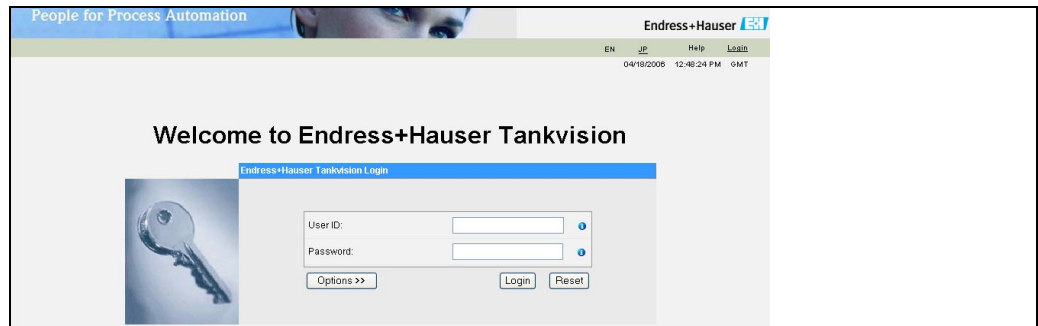 People for Process Automation
Endress+Hauser EH
EN JP Help Login
04/18/2006 12:48:24 PM GMT
Welcome to Endress+Hauser Tankvision
Endress+Hauser Tankvision Login
User ID:
Password:
Options >> Login Reset